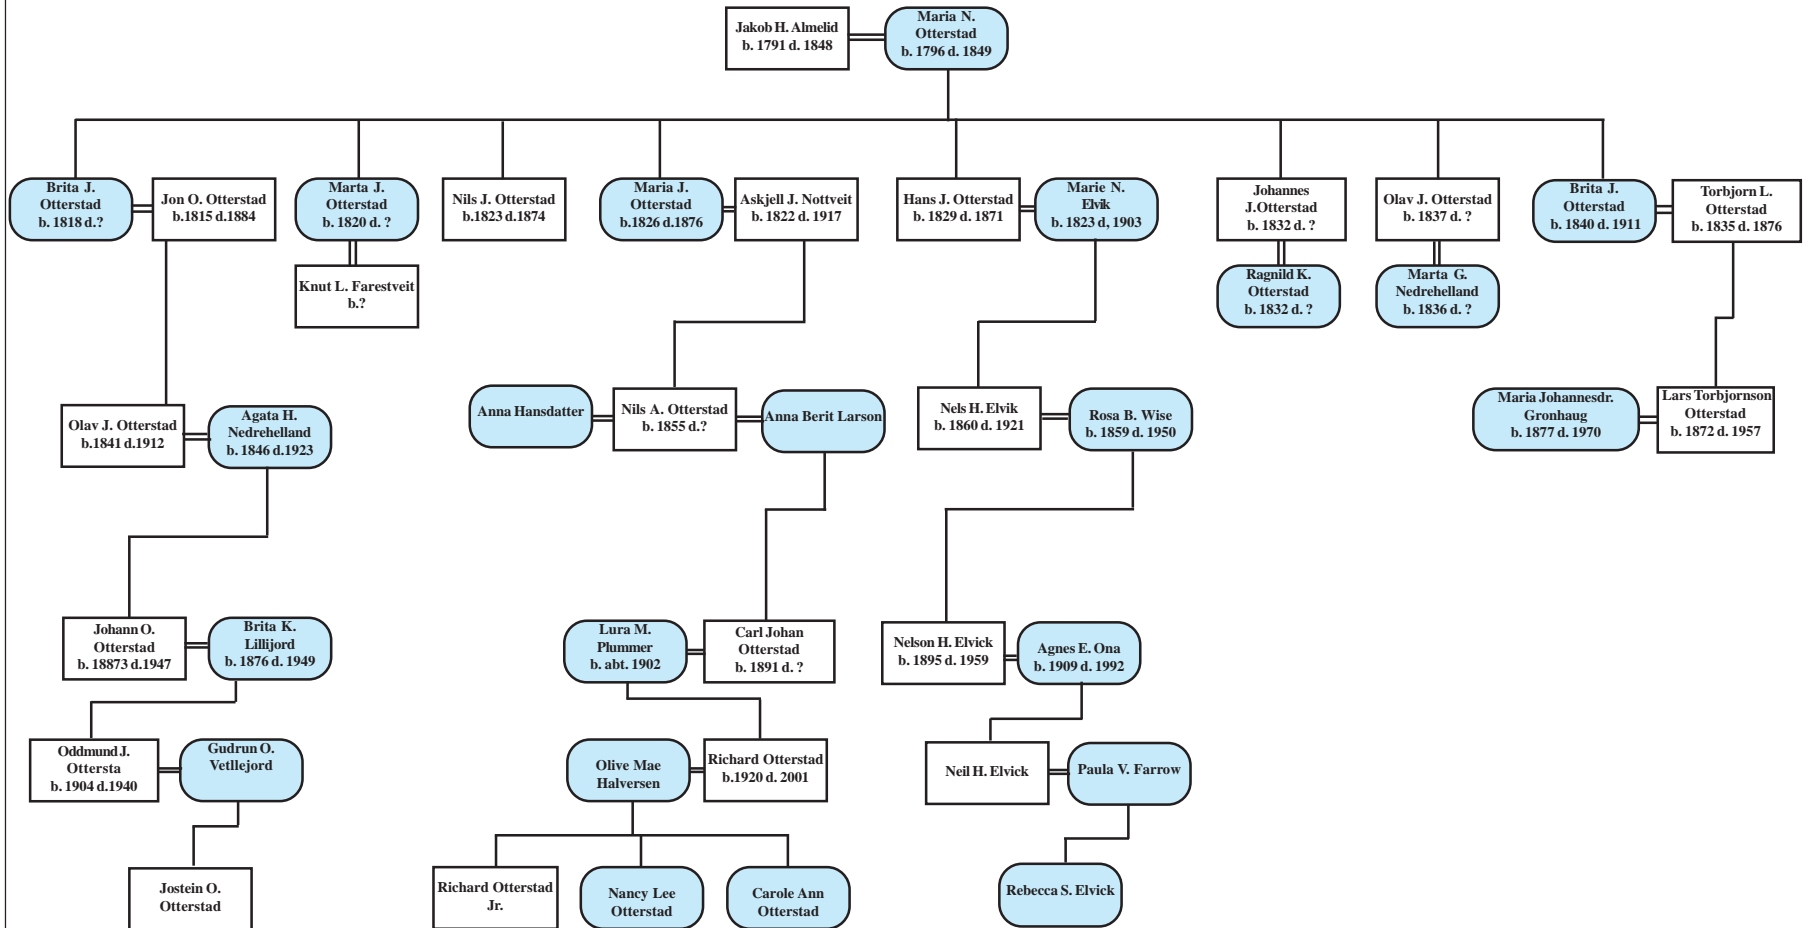 Jakob H. Almelid
b. 1791 d. 1848
Maria N.
Otterstad
b. 1796 d. 1849
Brita J.
Otterstad
b. 1818 d.?
Jon O. Otterstad
b.1815 d.1884
Marta J.
Otterstad
b. 1820 d. ?
Knut L. Farestveit
b.?
Nils J. Otterstad
b.1823 d.1874
Maria J.
Otterstad
b.1826 d.1876
Askjell J. Nottveit
b. 1822 d. 1917
Hans J. Otterstad
b. 1829 d. 1871
Marie N.
Elvik
b. 1823 d, 1903
Johannes
J.Otterstad
b. 1832 d. ?
Ragnild K.
Otterstad
b. 1832 d. ?
Olav J. Otterstad
b. 1837 d. ?
Marta G.
Nedrehelland
b. 1836 d. ?
Brita J.
Otterstad
b. 1840 d. 1911
Torbjorn L.
Otterstad
b. 1835 d. 1876
Olav J. Otterstad
b.1841 d.1912
Agata H.
Nedrehelland
b. 1846 d.1923
Anna Hansdatter
Nils A. Otterstad
b. 1855 d.?
Anna Berit Larson
Nels H. Elvik
b. 1860 d. 1921
Rosa B. Wise
b. 1859 d. 1950
Maria Johannesdr.
Gronhaug
b. 1877 d. 1970
Lars Torbjornson
Otterstad
b. 1872 d. 1957
Johann O.
Otterstad
b. 18873 d.1947
Brita K.
Lillijord
b. 1876 d. 1949
Lura M.
Plummer
b. abt. 1902
Carl Johan
Otterstad
b. 1891 d. ?
Nelson H. Elvick
b. 1895 d. 1959
Agnes E. Ona
b. 1909 d. 1992
Oddmund J.
Ottersta
b. 1904 d.1940
Gudrun O.
Vetllejord
Olive Mae
Halversen
Richard Otterstad
b.1920 d. 2001
Neil H. Elvick
Paula V. Farrow
Jostein O.
Otterstad
Richard Otterstad
Jr.
Nancy Lee
Otterstad
Carole Ann
Otterstad
Rebecca S. Elvick